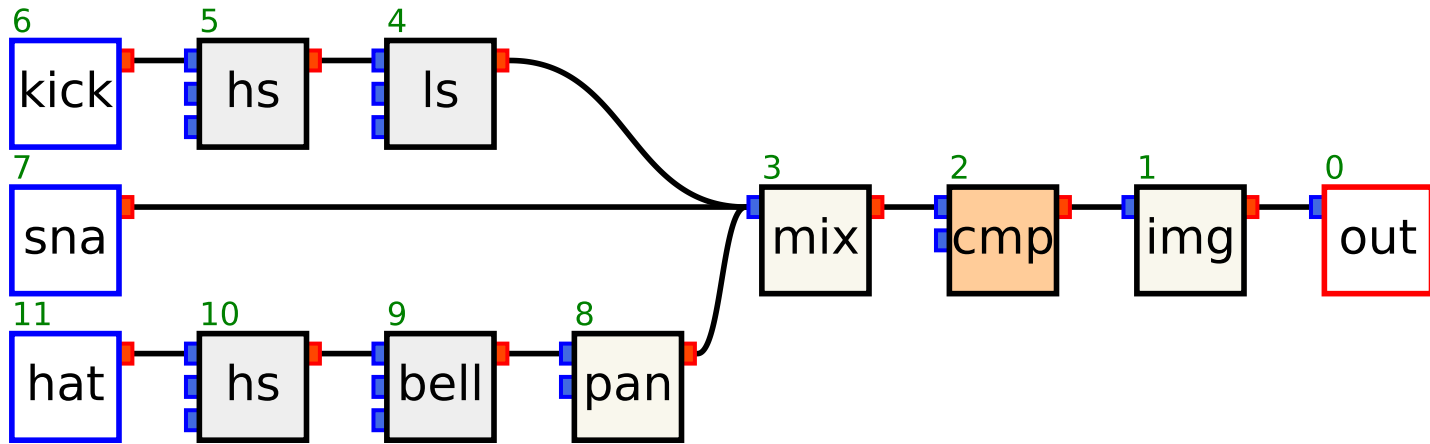 6 5 4
kick hs ls
7 3 2 1 0
sna mix cmp img out
11 10 9 8
hat hs bell pan